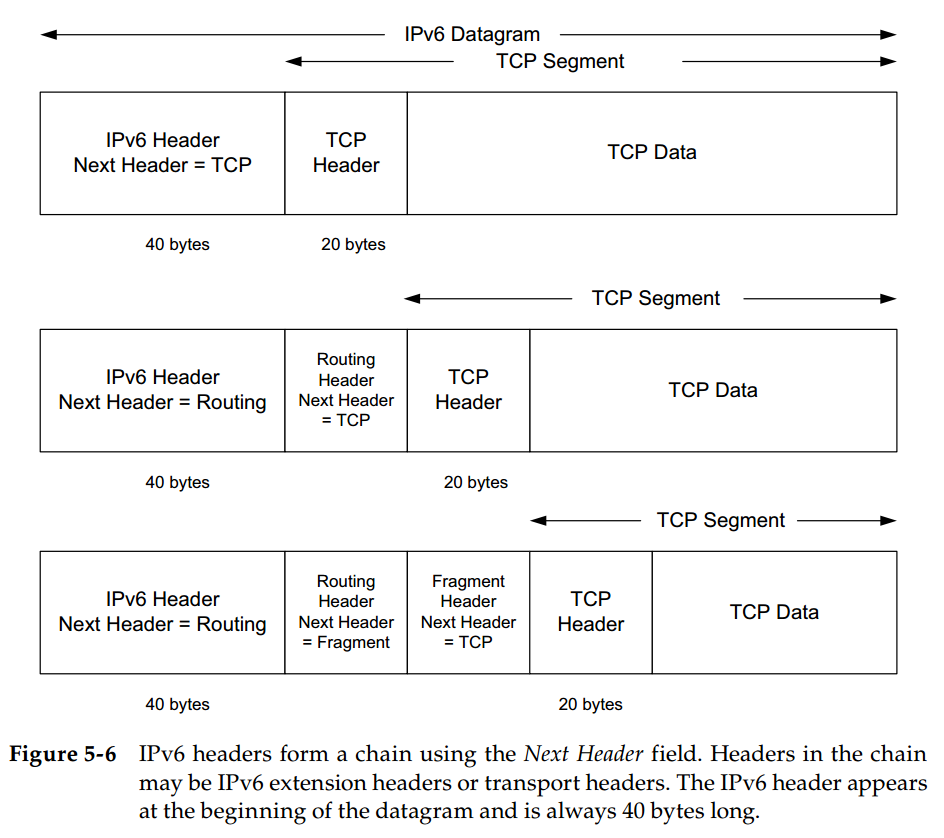 IPv6 Datagram
TCP Segment
IPv6 Header
Next Header = TCP
TCP
Header
TCP Data
40 bytes
20 bytes
TCP Segment
IPv6 Header
Next Header = Routing
Routing
Header
Next Header
= TCP
TCP
Header
TCP Data
40 bytes
20 bytes
TCP Segment
IPv6 Header
Next Header = Routing
Routing
Header
Next Header
= Fragment
Fragment
Header
Next Header
= TCP
TCP
Header
TCP Data
40 bytes
20 bytes
Figure 5-6 IPv6 headers form a chain using the Next Header field. Headers in the chain
may be IPv6 extension headers or transport headers. The IPv6 header appears
at the beginning of the datagram and is always 40 bytes long.